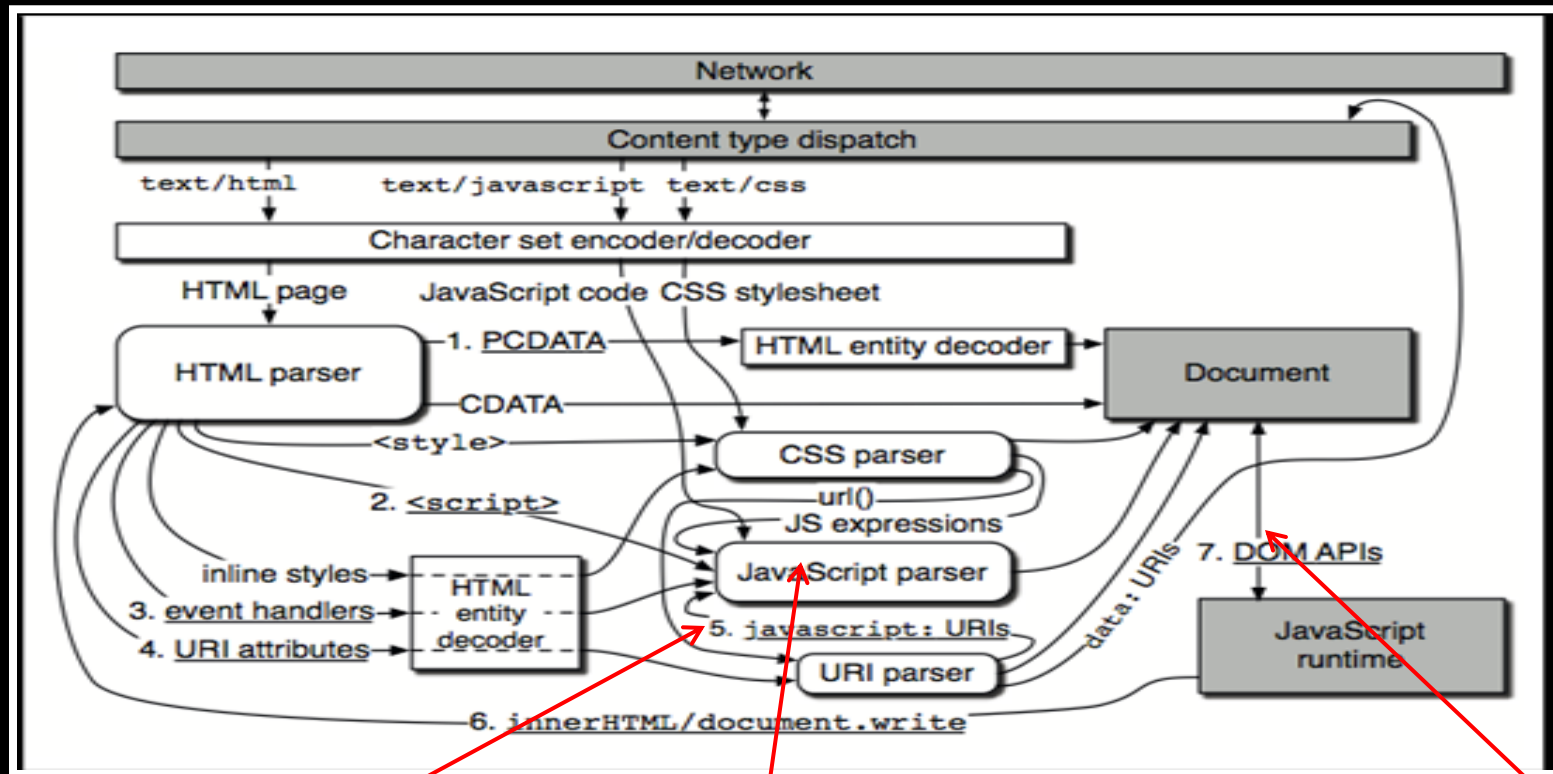 Network
Content type dispatch
text/html
text/javascript
text/css
Character set encoder/decoder
HTML page
JavaScript code
CSS stylesheet
1. PCDATA
HTML entity decoder
HTML parser
Document
CDATA
<style>
CSS parser
2. <script>
url()
JS expressions
JavaScript parser
7. DOM APIs
inline styles
3. event handlers
4. URI attributes
HTML
entity
decoder
5. javascript: URIs
data: URIs
URI parser
JavaScript
runtime
6. innerHTML/document.write